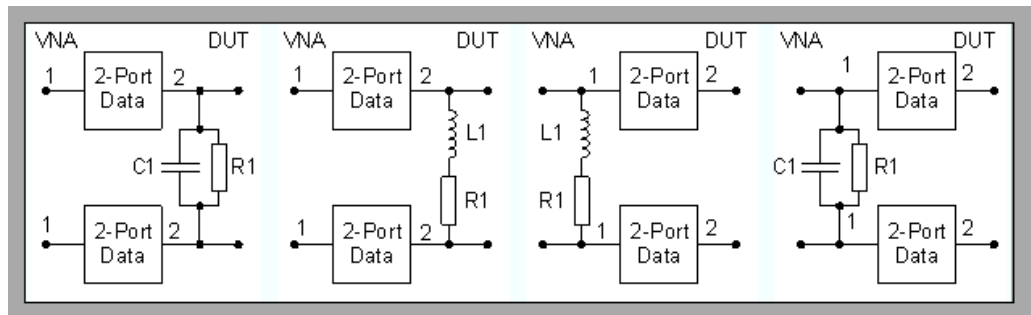 VNA DUT VNA DUT VNA DUT VNA DUT
1 2-Port Data 2 1 2-Port Data 2 1 2-Port Data 2 1 2-Port Data 2
C1 R1 L1 R1 L1 R1 C1 R1
1 2-Port Data 2 1 2-Port Data 2 1 2-Port Data 2 1 2-Port Data 2